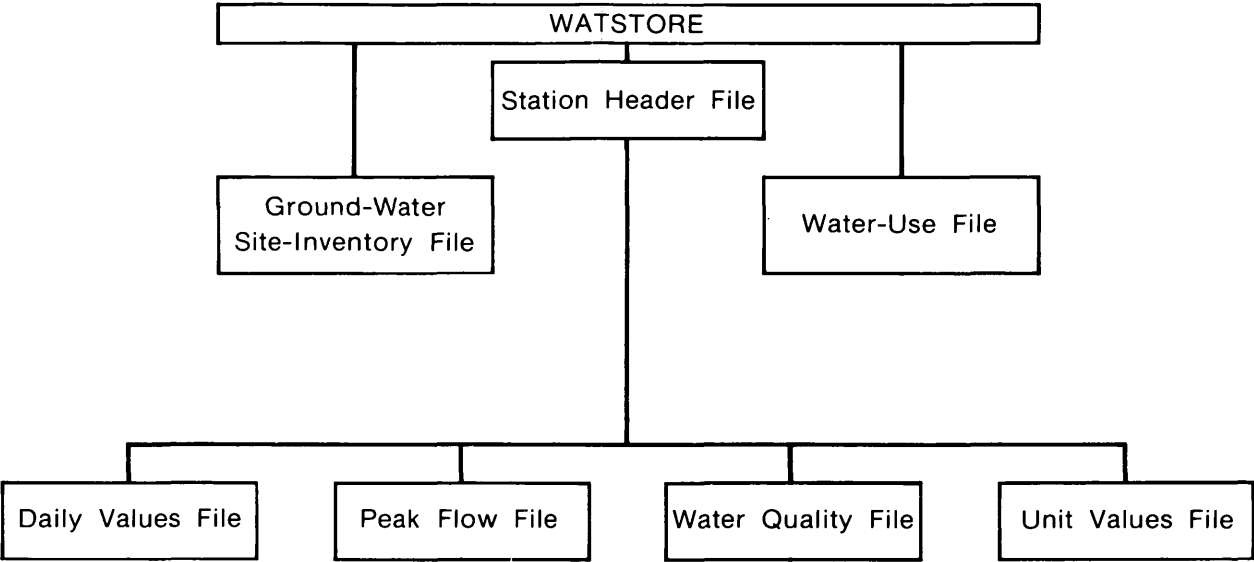 WATSTORE
Station Header File
Ground-Water
Site-Inventory File
Water-Use File
Daily Values File
Peak Flow File
Water Quality File
Unit Values File